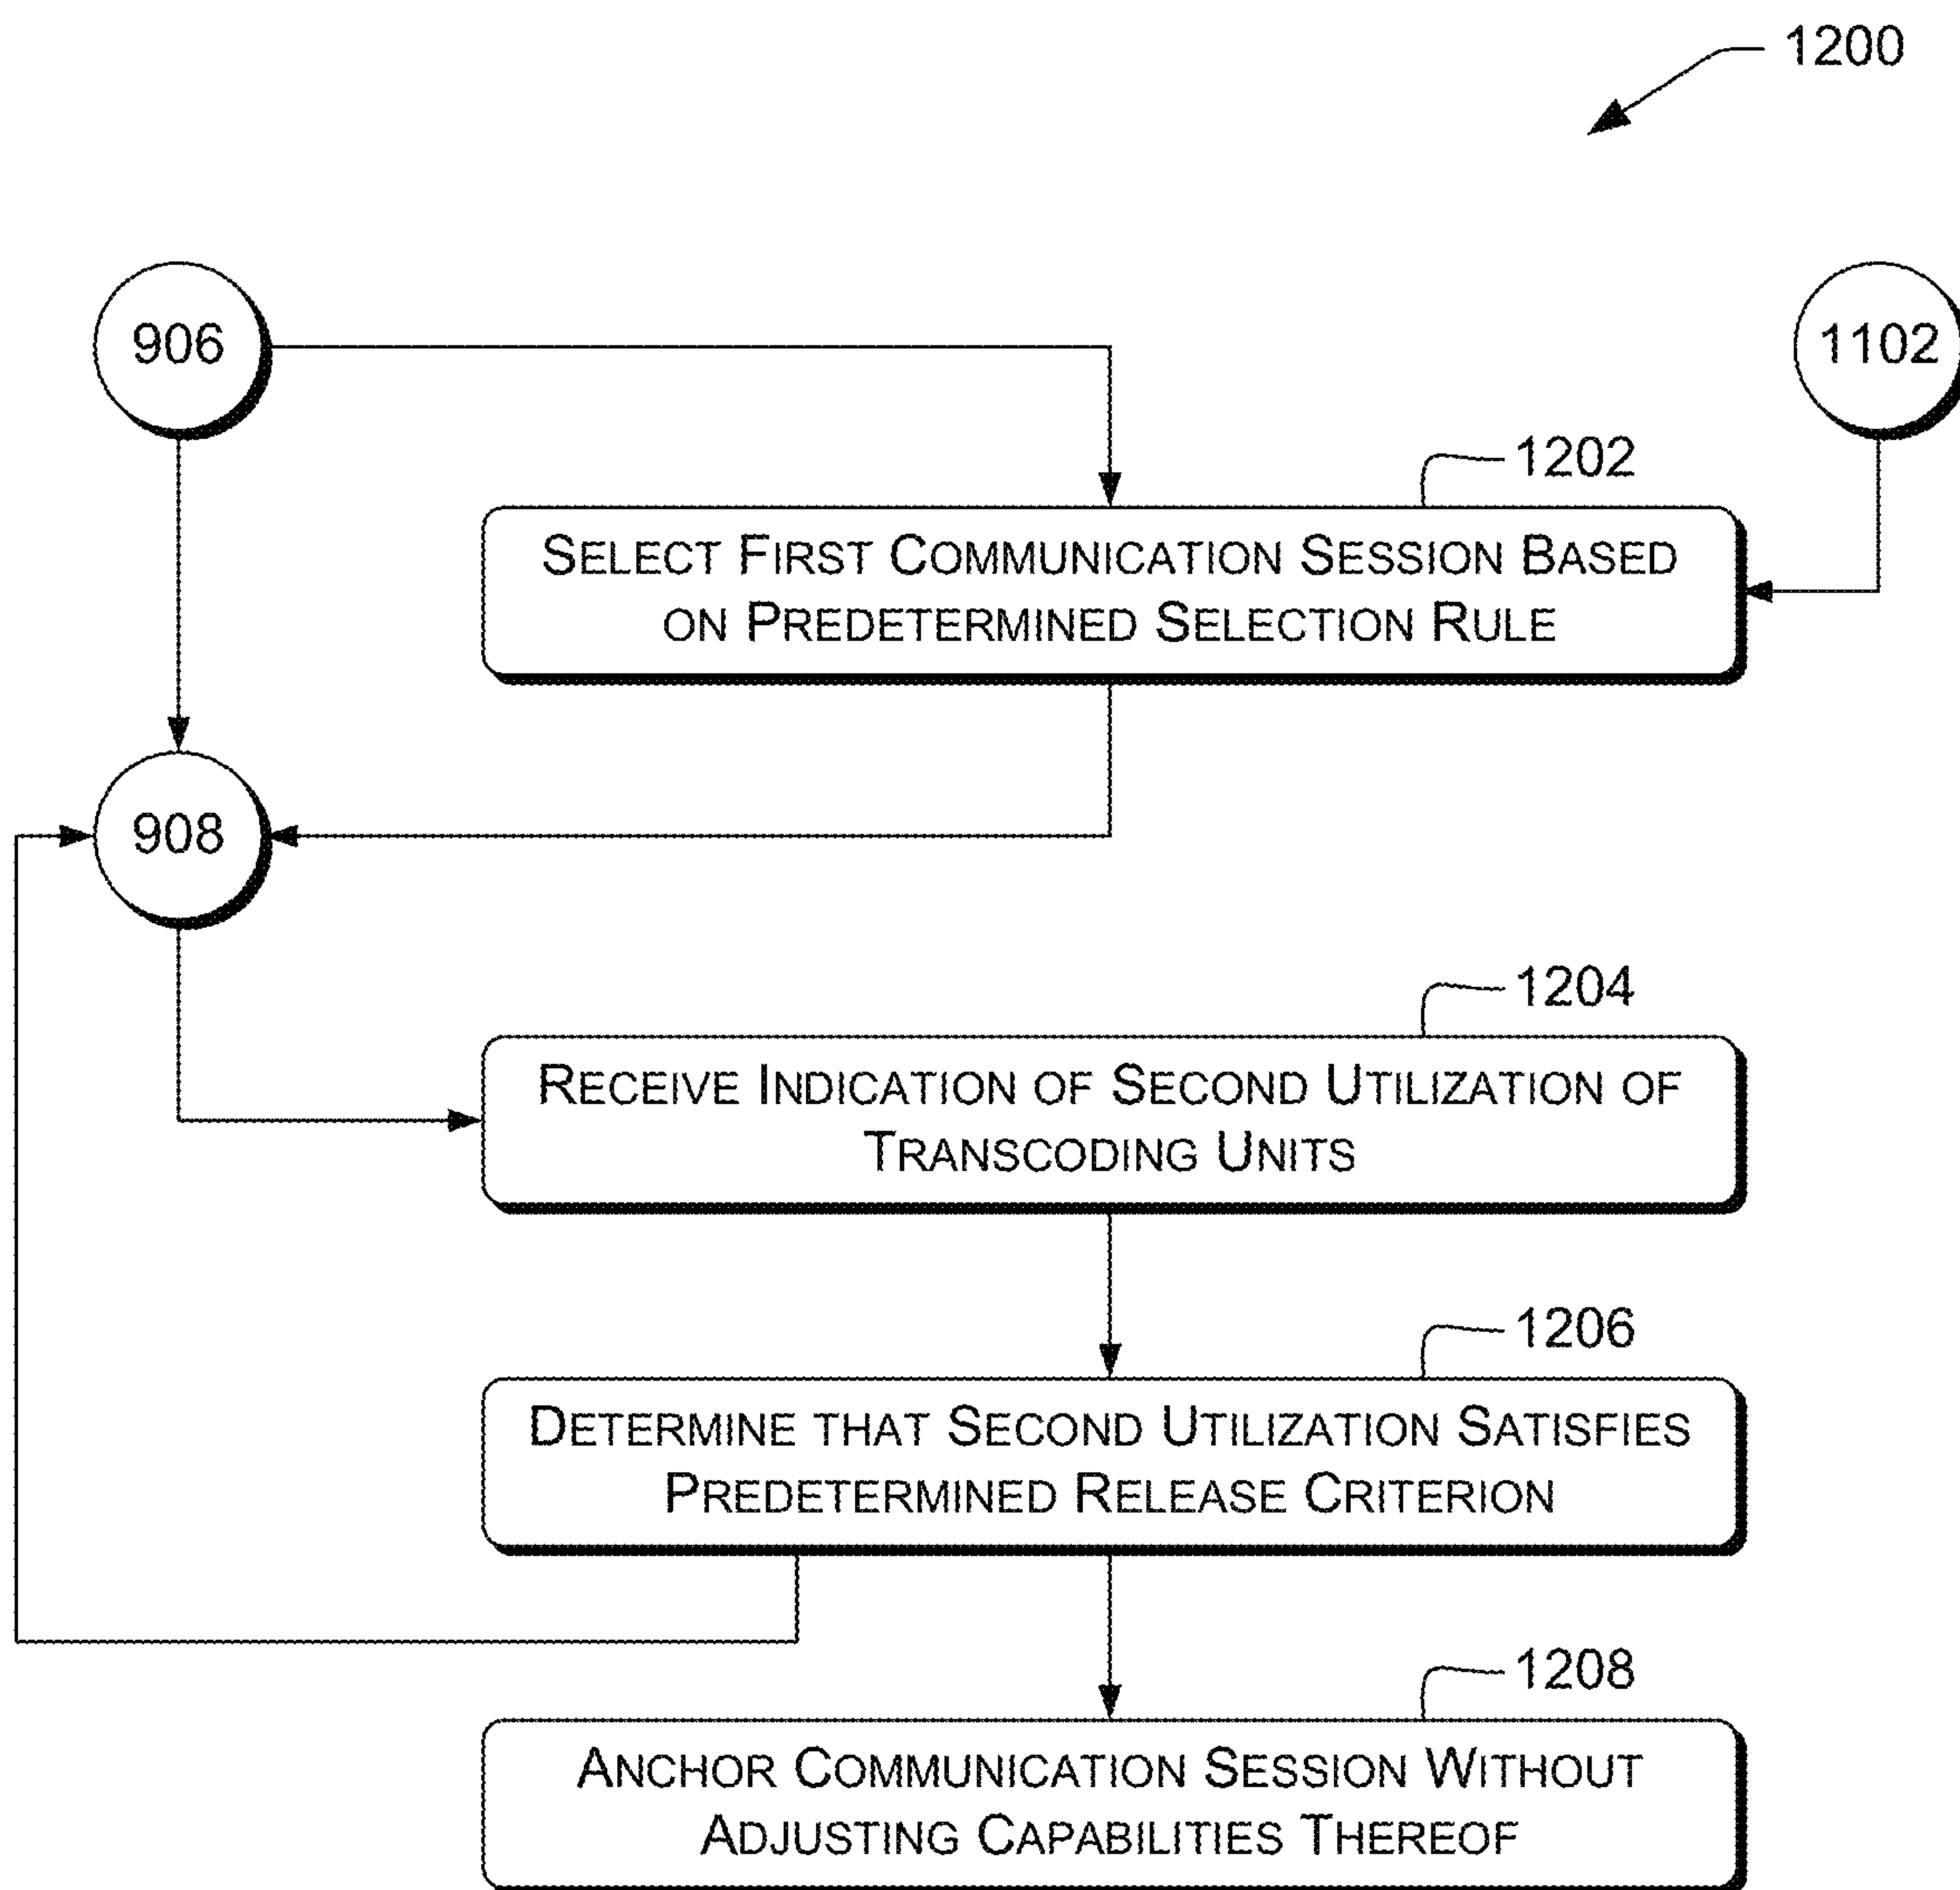 1200
906
1102
1202
SELECT FIRST COMMUNICATION SESSION BASED
ON PREDETERMINED SELECTION RULE
908
1204
RECEIVE INDICATION OF SECOND UTILIZATION OF
TRANSCODING UNITS
1206
DETERMINE THAT SECOND UTILIZATION SATISFIES
PREDETERMINED RELEASE CRITERION
1208
ANCHOR COMMUNICATION SESSION WITHOUT
ADJUSTING CAPABILITIES THEREOF